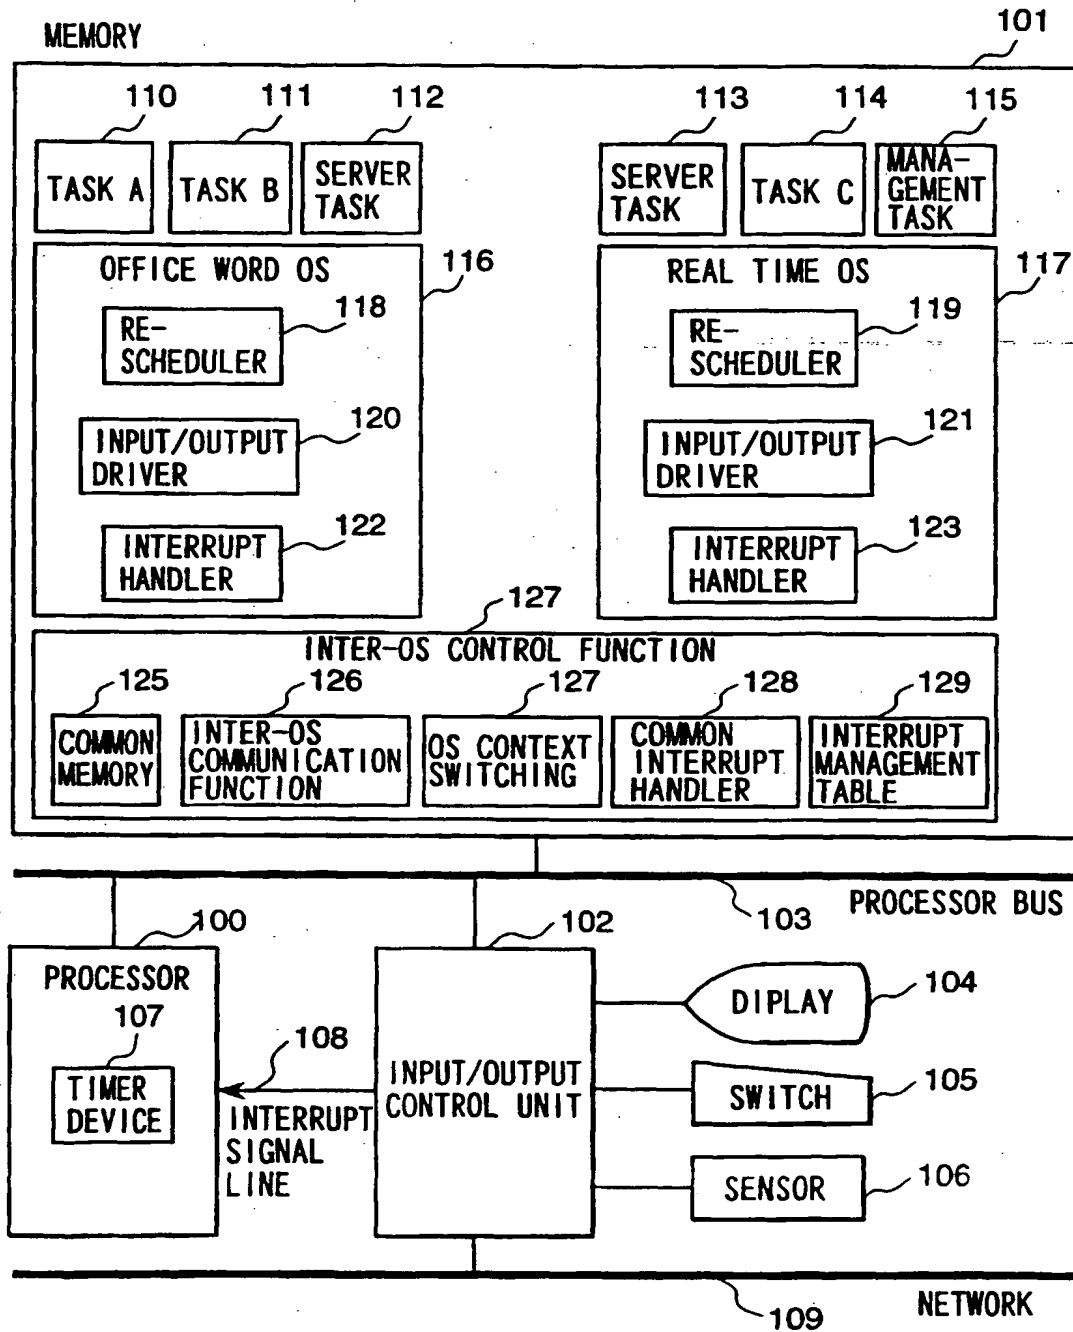 MEMORY
101
110
111
112
113
114
115
TASK A
TASK B
SERVER
TASK
SERVER
TASK
TASK C
MANA-
GEMENT
TASK
OFFICE WORD OS
116
REAL TIME OS
117
118
RE-
SCHEDULER
119
RE-
SCHEDULER
120
INPUT/OUTPUT
DRIVER
121
INPUT/OUTPUT
DRIVER
122
INTERRUPT
HANDLER
123
INTERRUPT
HANDLER
127
INTER-OS CONTROL FUNCTION
125
126
127
128
129
COMMON
MEMORY
INTER-OS
COMMUNICATION
FUNCTION
OS CONTEXT
SWITCHING
COMMON
INTERRUPT
HANDLER
INTERRUPT
MANAGEMENT
TABLE
103
PROCESSOR BUS
100
102
PROCESSOR
107
TIMER
DEVICE
108
INTERRUPT
SIGNAL
LINE
INPUT/OUTPUT
CONTROL UNIT
DIPLAY
104
SWITCH
105
SENSOR
106
109
NETWORK